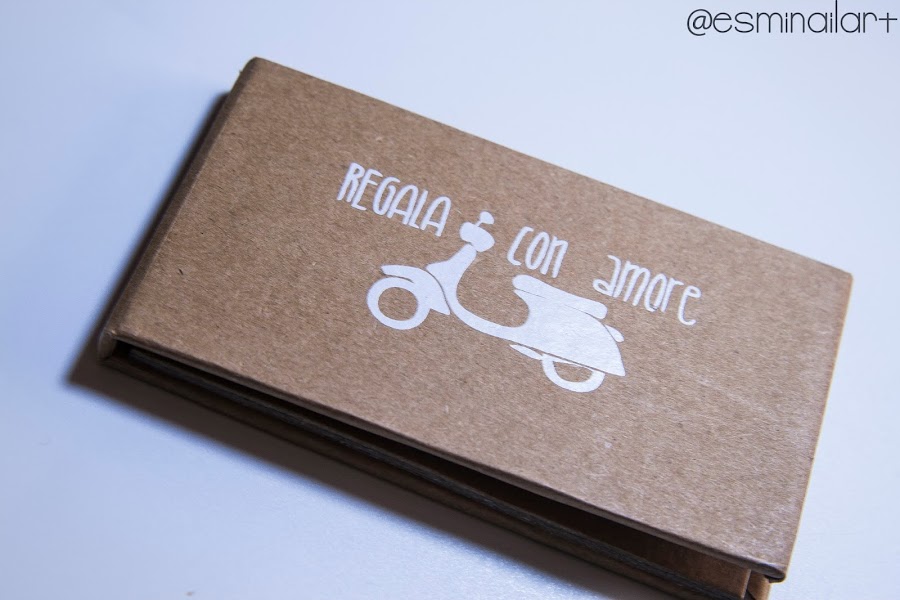 @esminailart
REGALA con amore